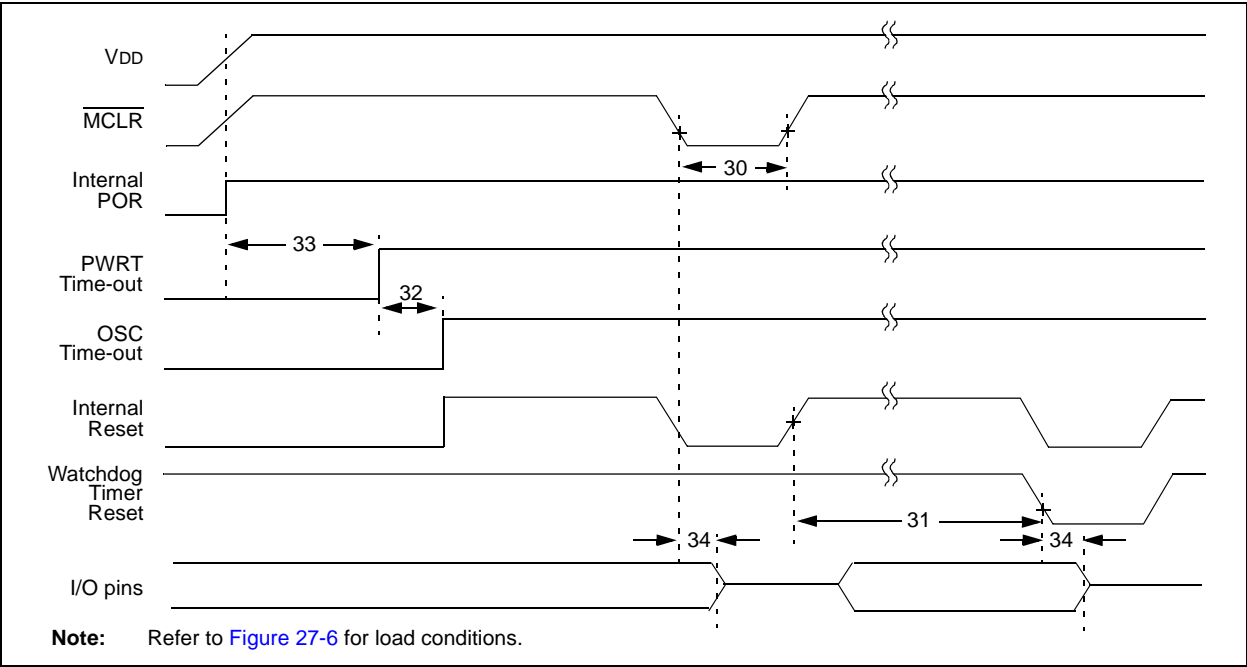 VDD
MCLR
Internal
POR
30
33
PWRT
Time-out
32
OSC
Time-out
Internal
Reset
Watchdog
Timer
Reset
31
34
34
I/O pins
Note: Refer to Figure 27-6 for load conditions.